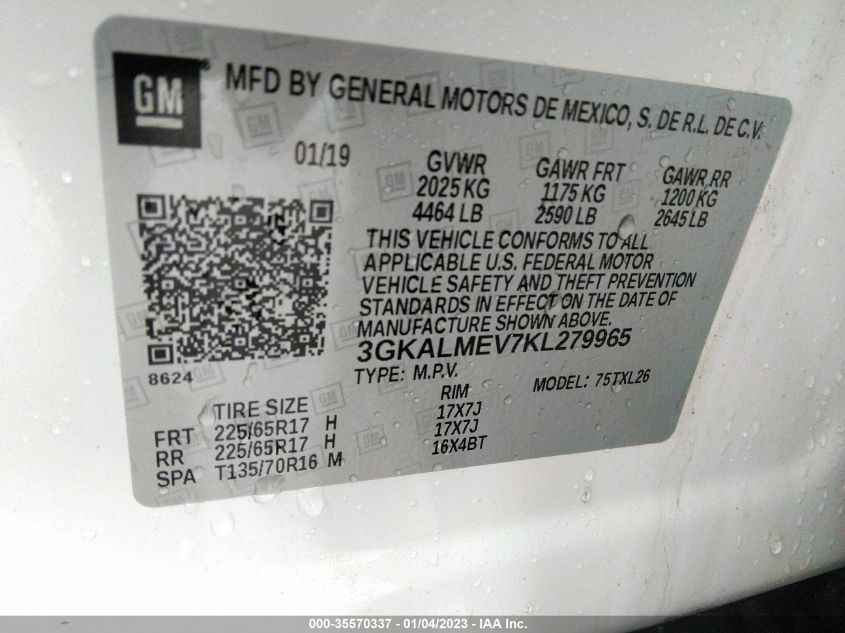 GM
MFD BY GENERAL MOTORS DE MEXICO, S. DE R.L. DE C.V.
01/19
GVWR GAWR FRT GAWR RR
2025 KG 1175 KG 1200 KG
4464 LB 2590 LB 2645 LB
THIS VEHICLE CONFORMS TO ALL
APPLICABLE U.S. FEDERAL MOTOR
VEHICLE SAFETY AND THEFT PREVENTION
STANDARDS IN EFFECT ON THE DATE OF
MANUFACTURE SHOWN ABOVE.
3GKALMEV7KL279965
8624
TYPE: M.P.V. MODEL: 75TXL26
TIRE SIZE RIM
FRT 225/65R17 H 17X7J
RR 225/65R17 H 17X7J
SPA T135/70R16 M 16X4BT
000-35570337 - 01/04/2023 - IAA Inc.